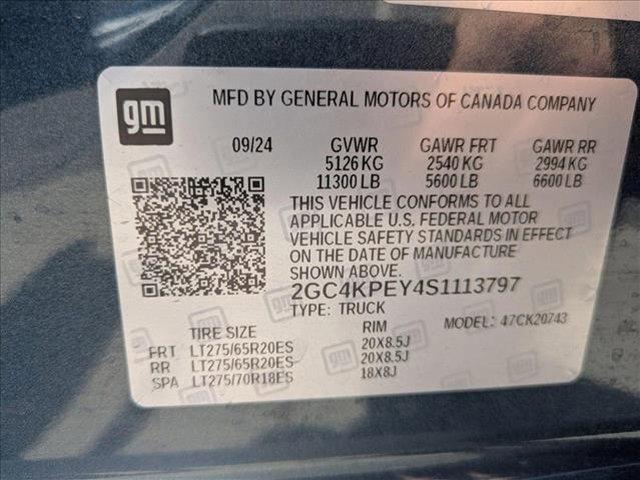 gm
MFD BY GENERAL MOTORS OF CANADA COMPANY
09/24 GVWR GAWR FRT GAWR RR
5126 KG 2540 KG 2994 KG
11300 LB 5600 LB 6600 LB
THIS VEHICLE CONFORMS TO ALL
APPLICABLE U.S. FEDERAL MOTOR
VEHICLE SAFETY STANDARDS IN EFFECT
ON THE DATE OF MANUFACTURE
SHOWN ABOVE.
2GC4KPEY4S1113797
TYPE: TRUCK MODEL: 47CK20743
TIRE SIZE RIM
FRT LT275/65R20ES 20X8.5J
RR LT275/65R20ES 20X8.5J
SPA LT275/70R18ES 18X8J